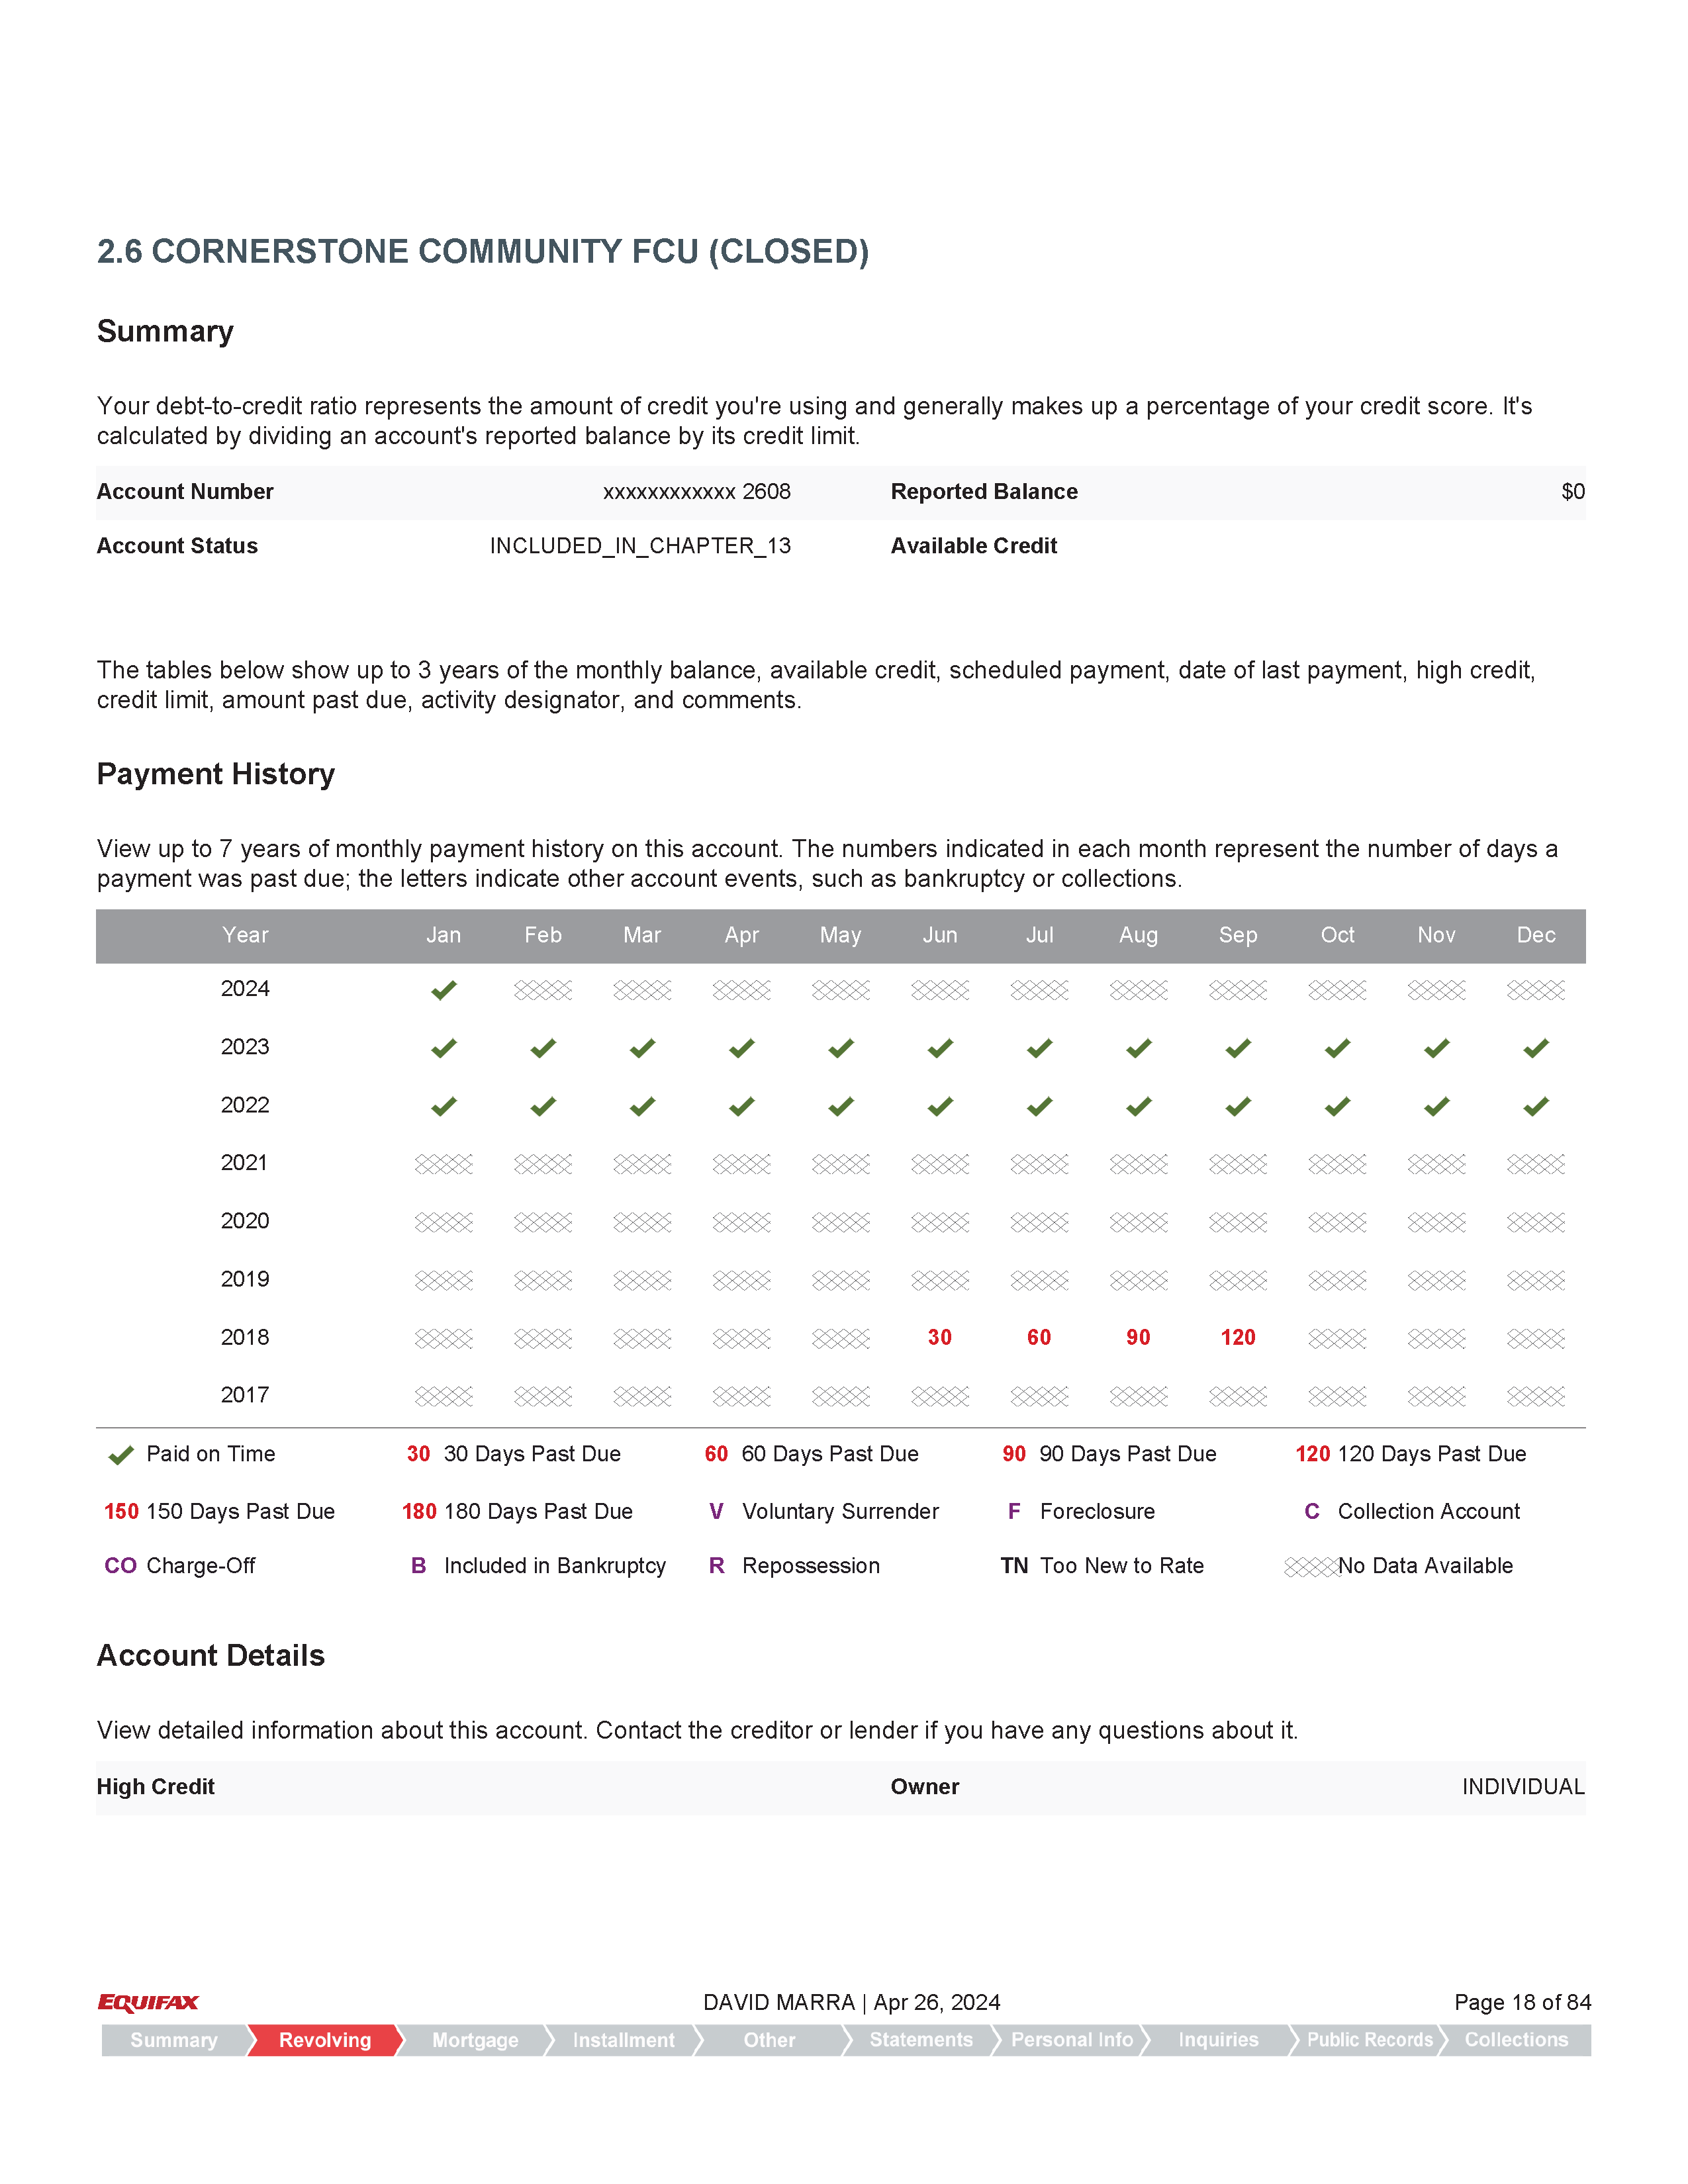 2.6 CORNERSTONE COMMUNITY FCU (CLOSED)
Summary
Your debt-to-credit ratio represents the amount of credit you're using and generally makes up a percentage of your credit score. It's
calculated by dividing an account's reported balance by its credit limit.
Account Number xxxxxxxxxxxx 2608 Reported Balance $0
Account Status INCLUDED_IN_CHAPTER_13 Available Credit
The tables below show up to 3 years of the monthly balance, available credit, scheduled payment, date of last payment, high credit,
credit limit, amount past due, activity designator, and comments.
Payment History
View up to 7 years of monthly payment history on this account. The numbers indicated in each month represent the number of days a
payment was past due; the letters indicate other account events, such as bankruptcy or collections.
Year Jan Feb Mar Apr May Jun Jul Aug Sep Oct Nov Dec
2024
2023
2022
2021
2020
2019
2018 30 60 90 120
2017
Paid on Time 30 30 Days Past Due 60 60 Days Past Due 90 90 Days Past Due 120 120 Days Past Due
150 150 Days Past Due 180 180 Days Past Due V Voluntary Surrender F Foreclosure C Collection Account
CO Charge-Off B Included in Bankruptcy R Repossession TN Too New to Rate No Data Available
Account Details
View detailed information about this account. Contact the creditor or lender if you have any questions about it.
High Credit Owner INDIVIDUAL
EQUIFAX DAVID MARRA | Apr 26, 2024 Page 18 of 84
Summary Revolving Mortgage Installment Other Statements Personal Info Inquiries Public Records Collections